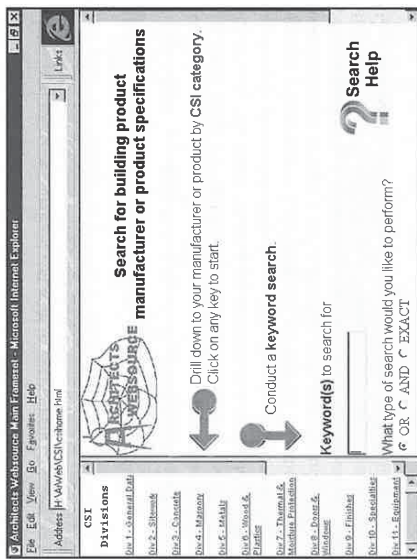 Architects Websource Main Frameset - Microsoft Internet Explorer
File Edit View Go Favorites Help
Address H:\A\Web\CSI\csihome.html
Links
CSI
Divisions
Div 1 - General Data
Div 2 - Sitework
Div 3 - Concrete
Div 4 - Masonry
Div 5 - Metals
Div 6 - Wood &
Plastics
Div 7 - Thermal &
Moisture Protection
Div 8 - Doors &
Windows
Div 9 - Finishes
Div 10 - Specialties
Div 11 - Equipment
ARCHITECTS
WEBSOURCE
Search for building product
manufacturer or product specifications
Drill down to your manufacturer or product by CSI category.
Click on any key to start.
Conduct a keyword search.
Keyword(s) to search for
Search
Help
What type of search would you like to perform?
OR AND EXACT